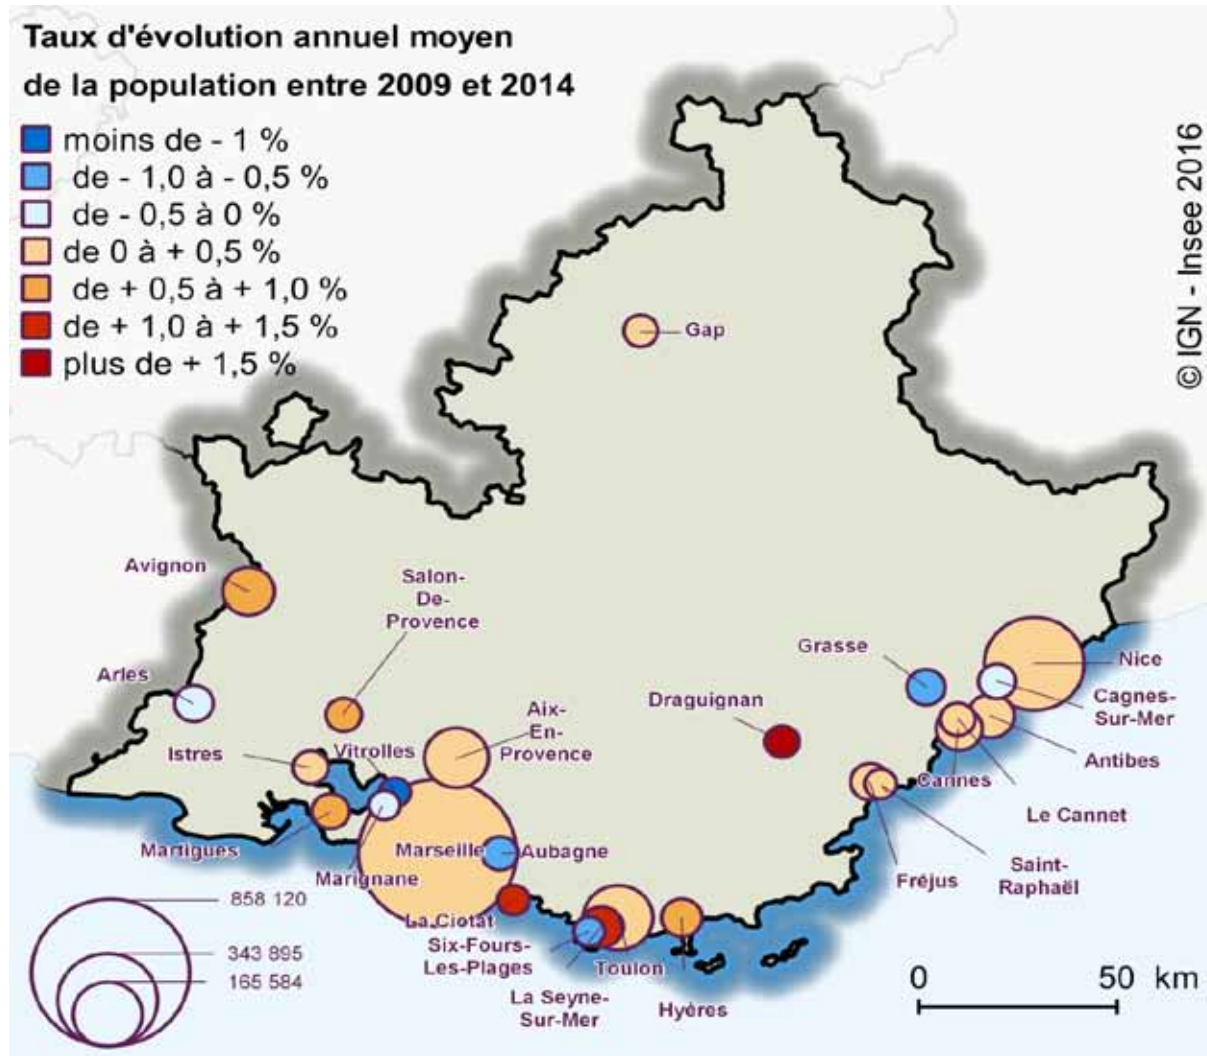 Taux d'évolution annuel moyen
de la population entre 2009 et 2014
moins de - 1 %
de - 1,0 à - 0,5 %
de - 0,5 à 0 %
de 0 à + 0,5 %
de + 0,5 à + 1,0 %
de + 1,0 à + 1,5 %
plus de + 1,5 %
© IGN - Insee 2016
Gap
Avignon
Salon-
De-
Provence
Arles
Grasse
Nice
Cagnes-
Sur-Mer
Draguignan
Aix-
En-
Provence
Istres
Vitrolles
Antibes
Cannes
Le Cannet
Martigues
Marseille
Aubagne
Marignane
Saint-
Raphaël
Fréjus
La Ciotat
Six-Fours-
Les-Plages
Toulon
La Seyne-
Sur-Mer
Hyères
858 120
343 895
165 584
0 50 km